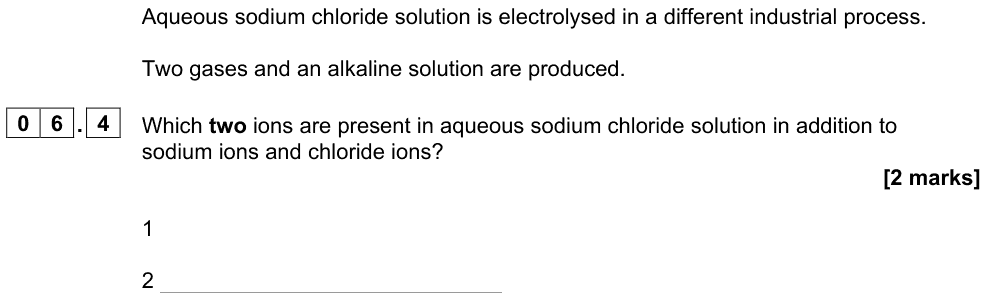 Aqueous sodium chloride solution is electrolysed in a different industrial process.
Two gases and an alkaline solution are produced.
0 6 . 4 Which two ions are present in aqueous sodium chloride solution in addition to
sodium ions and chloride ions?
[2 marks]
1
2